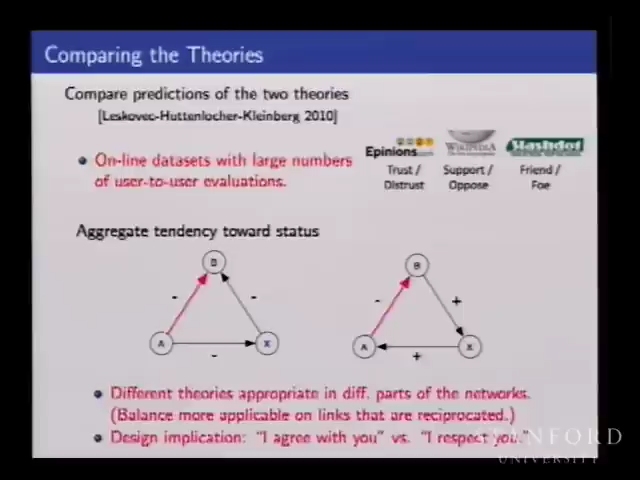 Comparing the Theories
Compare predictions of the two theories
[Leskovec-Huttenlocher-Kleinberg 2010]
On-line datasets with large numbers
of user-to-user evaluations.
Epinions
Trust /
Distrust
WIKIPEDIA
Support /
Oppose
Slashdot
Friend /
Foe
Aggregate tendency toward status
B
- -
A - X
B
- +
A + X
Different theories appropriate in diff. parts of the networks.
(Balance more applicable on links that are reciprocated.)
Design implication: "I agree with you" vs. "I respect you."
STANFORD
UNIVERSITY